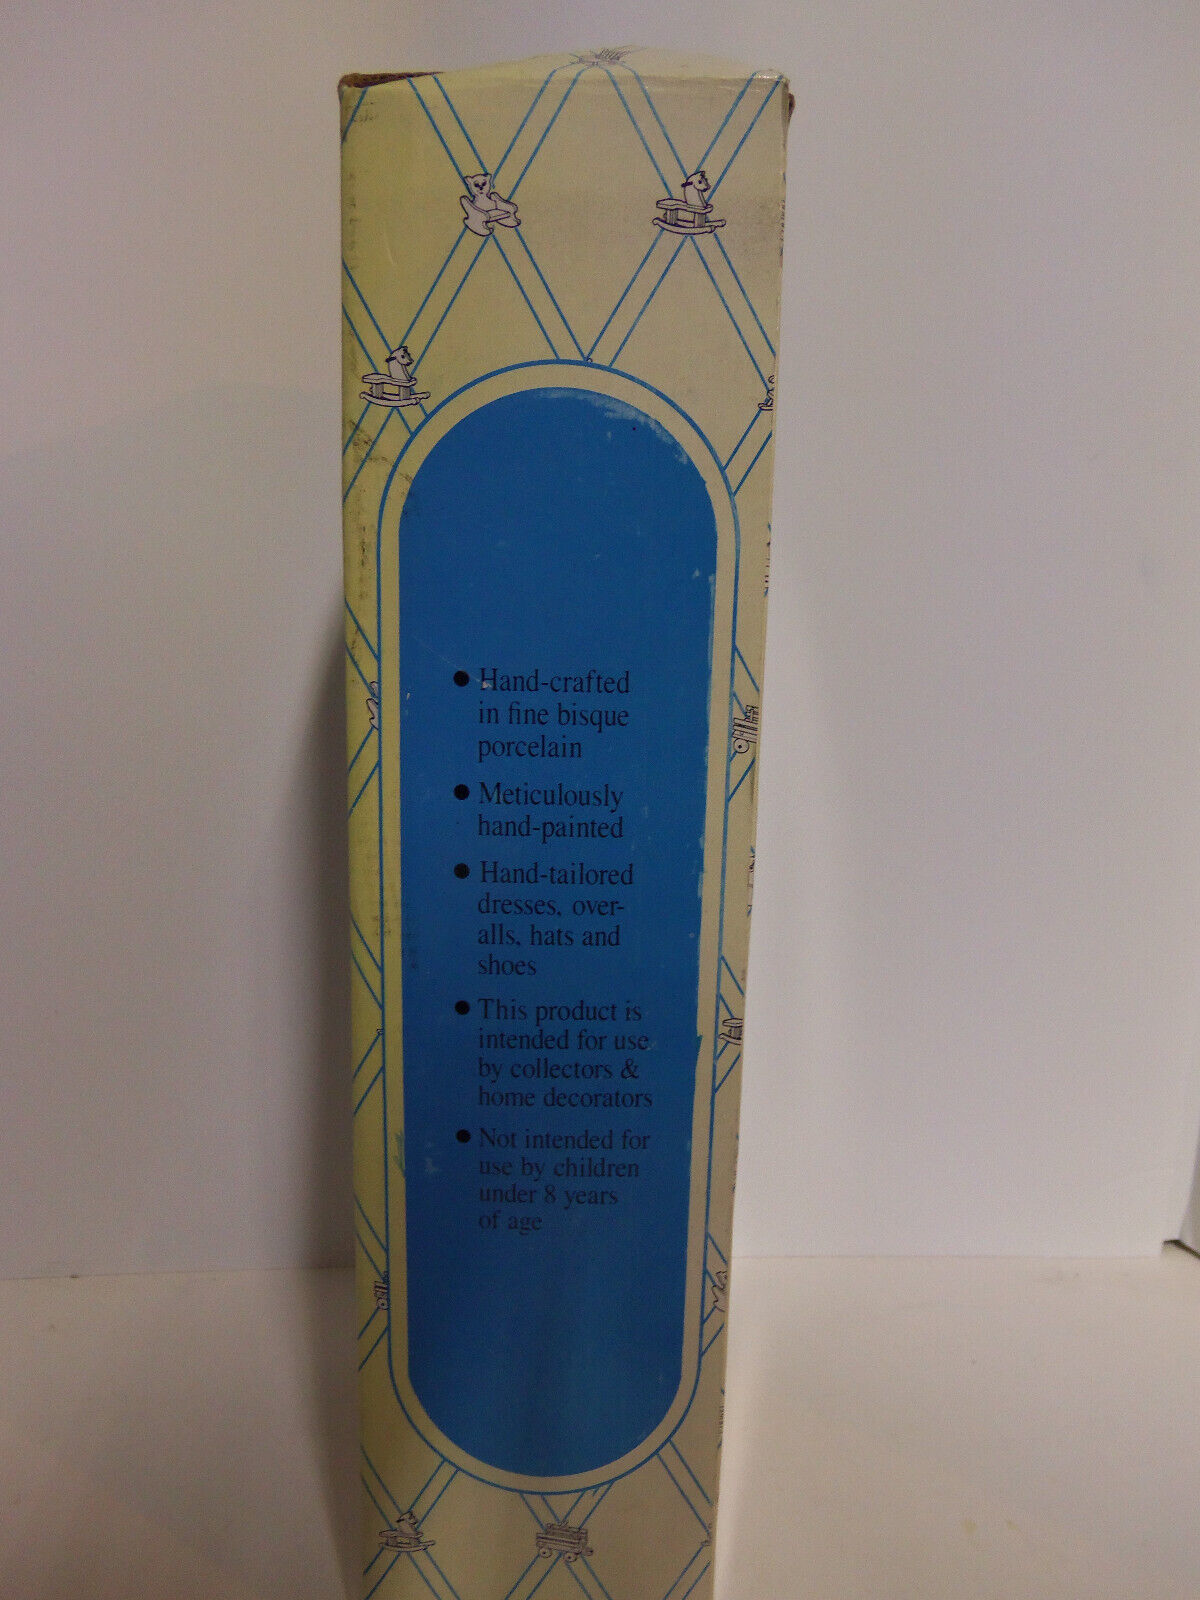 ● Hand-crafted
in fine bisque
porcelain
● Meticulously
hand-painted
● Hand-tailored
dresses, over-
alls, hats and
shoes
● This product is
intended for use
by collectors &
home decorators
● Not intended for
use by children
under 8 years
of age